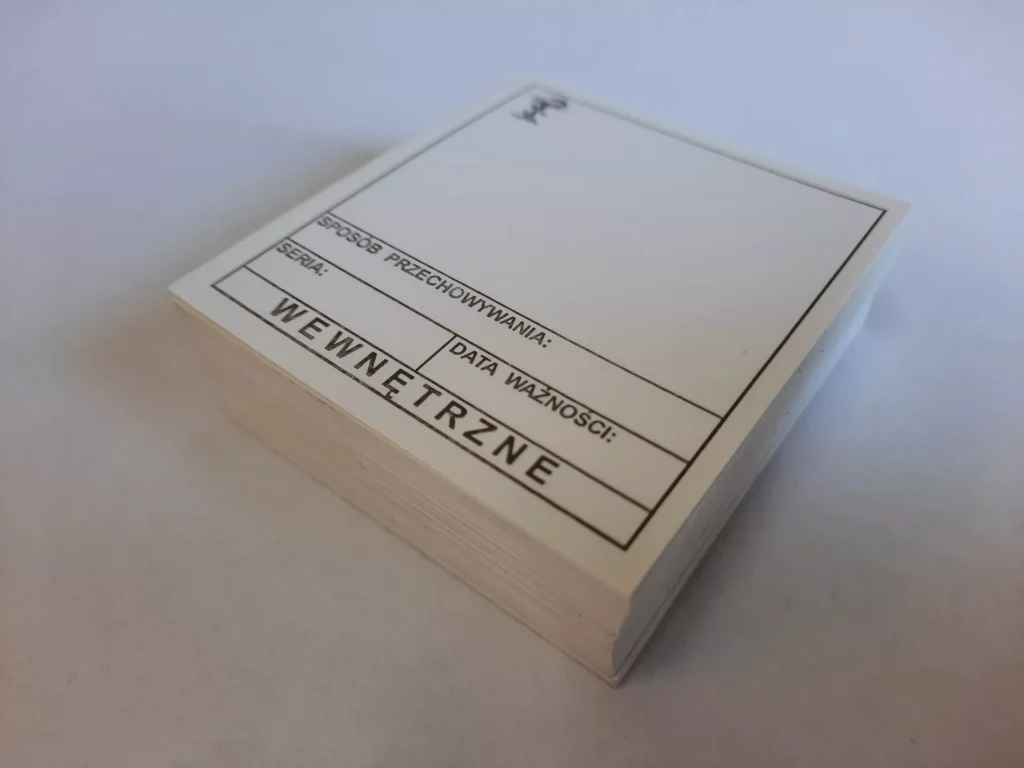 SPOSÓB PRZECHOWYWANIA:
SERIA:
DATA WAŻNOŚCI:
WEWNĘTRZNE